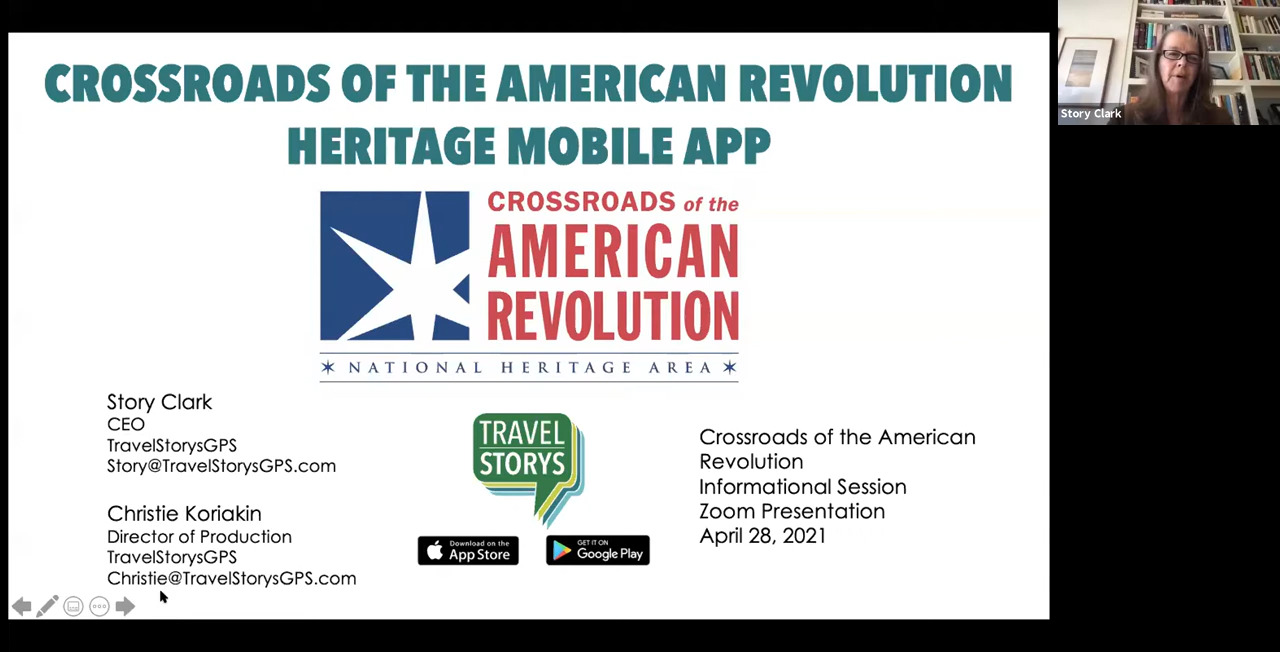 CROSSROADS OF THE AMERICAN REVOLUTION
HERITAGE MOBILE APP
CROSSROADS of the
AMERICAN
REVOLUTION
NATIONAL HERITAGE AREA
Story Clark
CEO
TravelStorysGPS
Story@TravelStorysGPS.com
Christie Koriakin
Director of Production
TravelStorysGPS
Christie@TravelStorysGPS.com
TRAVEL
STORYS
Download on the
App Store
GET IT ON
Google Play
Crossroads of the American
Revolution
Informational Session
Zoom Presentation
April 28, 2021
Story Clark